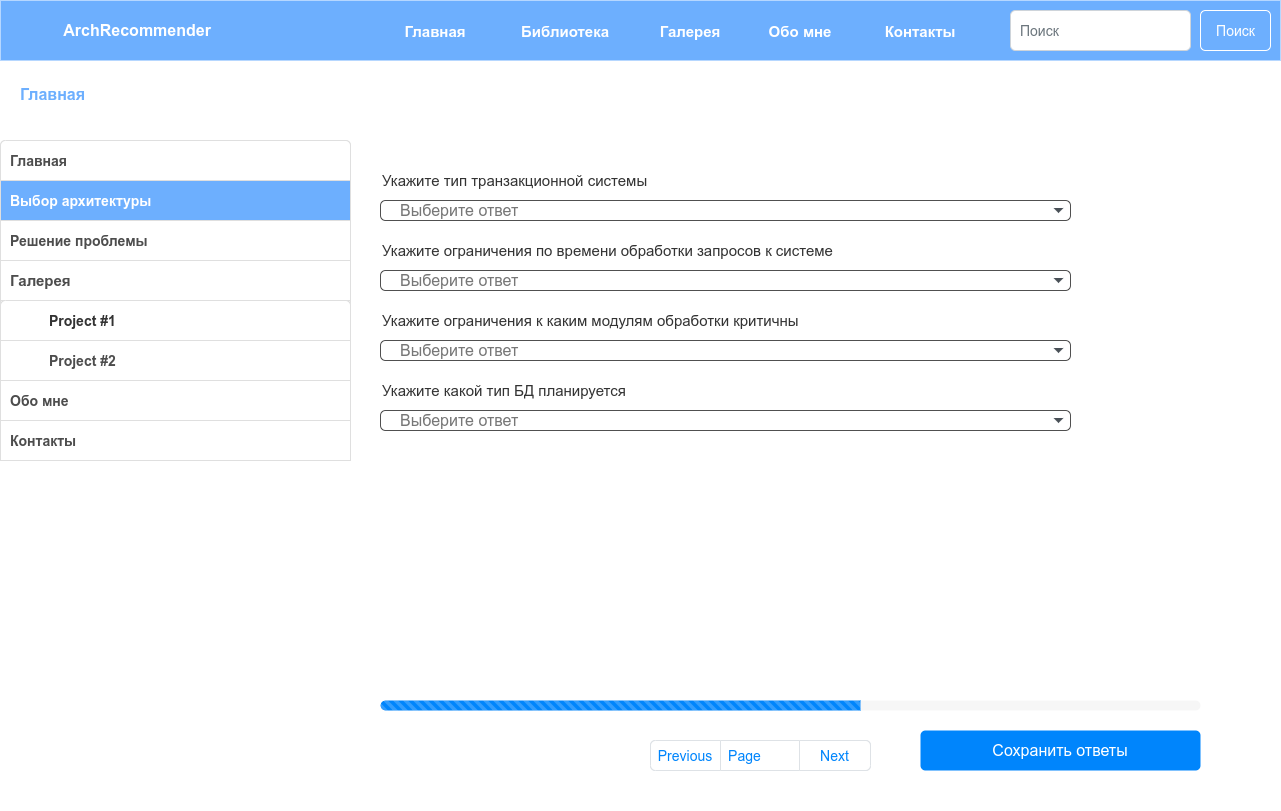 ArchRecommender Главная Библиотека Галерея Обо мне Контакты Поиск Поиск
Главная
Главная
Выбор архитектуры
Решение проблемы
Галерея
Project #1
Project #2
Обо мне
Контакты
Укажите тип транзакционной системы
Выберите ответ
Укажите ограничения по времени обработки запросов к системе
Выберите ответ
Укажите ограничения к каким модулям обработки критичны
Выберите ответ
Укажите какой тип БД планируется
Выберите ответ
Previous Page Next
Сохранить ответы